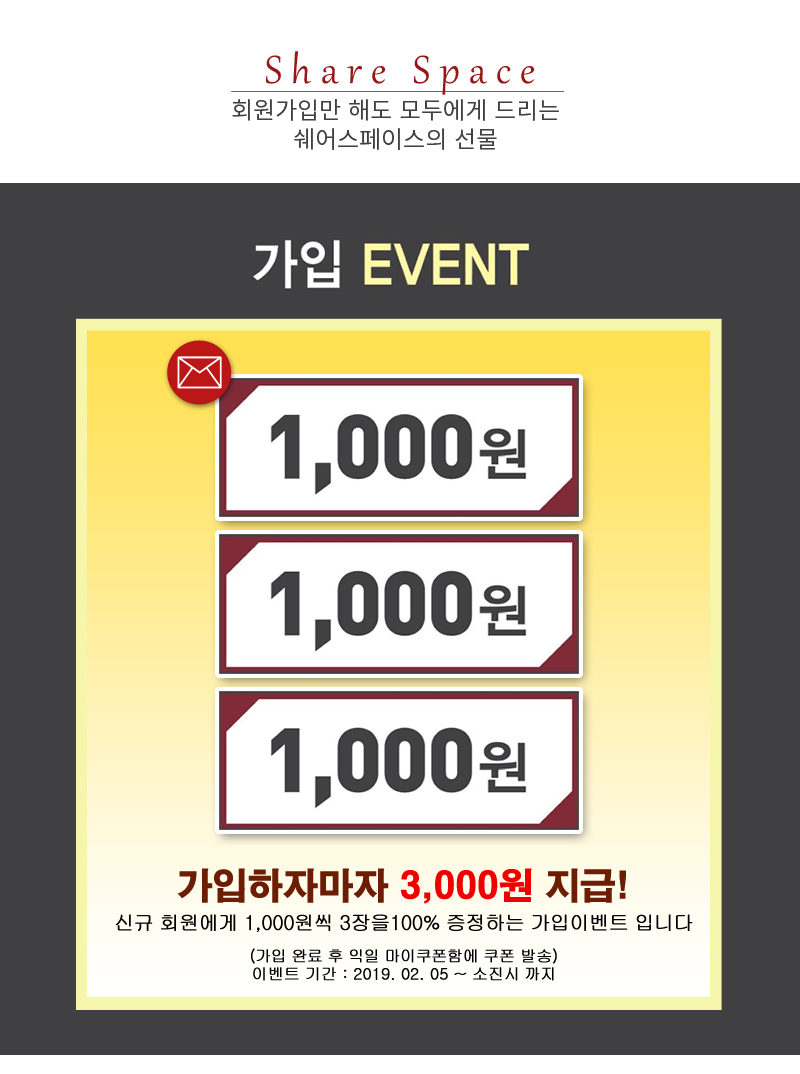 Share Space
회원가입만 해도 모두에게 드리는
쉐어스페이스의 선물
가입 EVENT
1,000원
1,000원
1,000원
가입하자마자 3,000원 지급!
신규 회원에게 1,000원씩 3장을100% 증정하는 가입이벤트 입니다
(가입 완료 후 익일 마이쿠폰함에 쿠폰 발송)
이벤트 기간 : 2019. 02. 05 ~ 소진시 까지